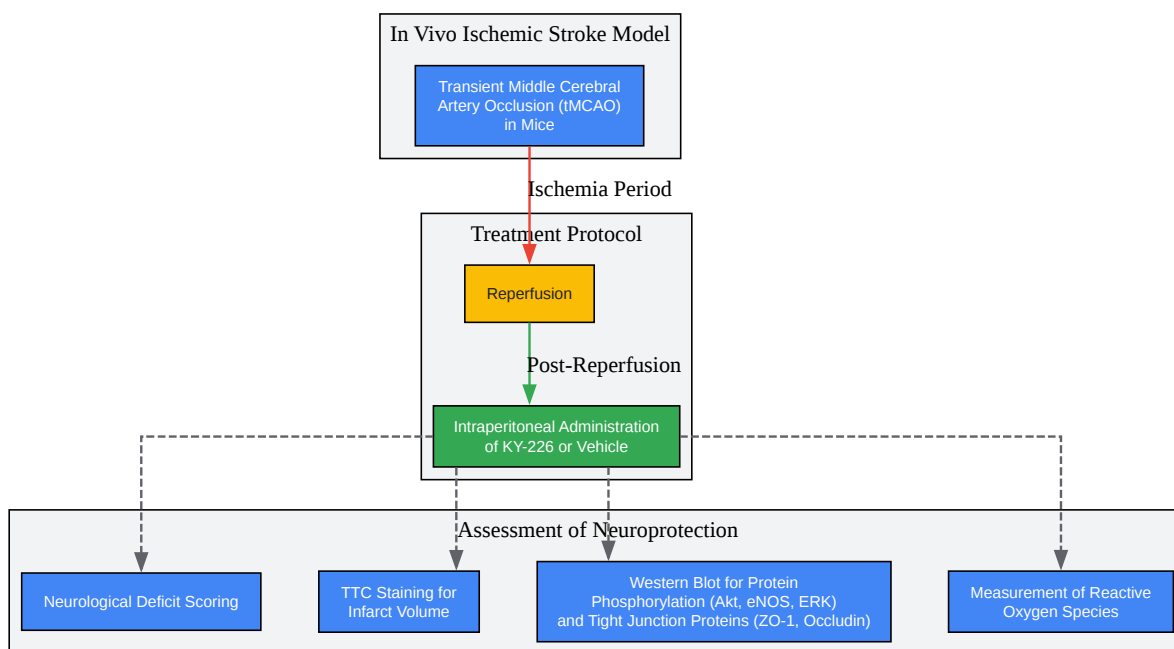 In Vivo Ischemic Stroke Model
Transient Middle Cerebral
Artery Occlusion (tMCAO)
in Mice
Ischemia Period
Treatment Protocol
Reperfusion
Post-Reperfusion
Intraperitoneal Administration
of KY-226 or Vehicle
Assessment of Neuroprotection
Neurological Deficit Scoring
TTC Staining for
Infarct Volume
Western Blot for Protein
Phosphorylation (Akt, eNOS, ERK)
and Tight Junction Proteins (ZO-1, Occludin)
Measurement of Reactive
Oxygen Species